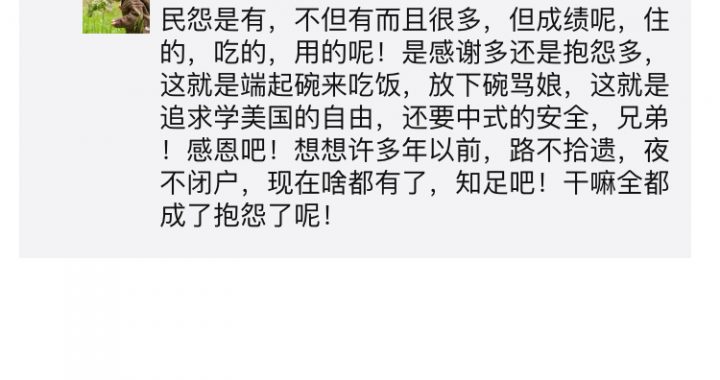 民怨是有，不但有而且很多，但成绩呢，住
的，吃的，用的呢！是感谢多还是抱怨多，
这就是端起碗来吃饭，放下碗骂娘，这就是
追求学美国的自由，还要中式的安全，兄弟
！感恩吧！想想许多年以前，路不拾遗，夜
不闭户，现在啥都有了，知足吧！干嘛全都
成了抱怨了呢！